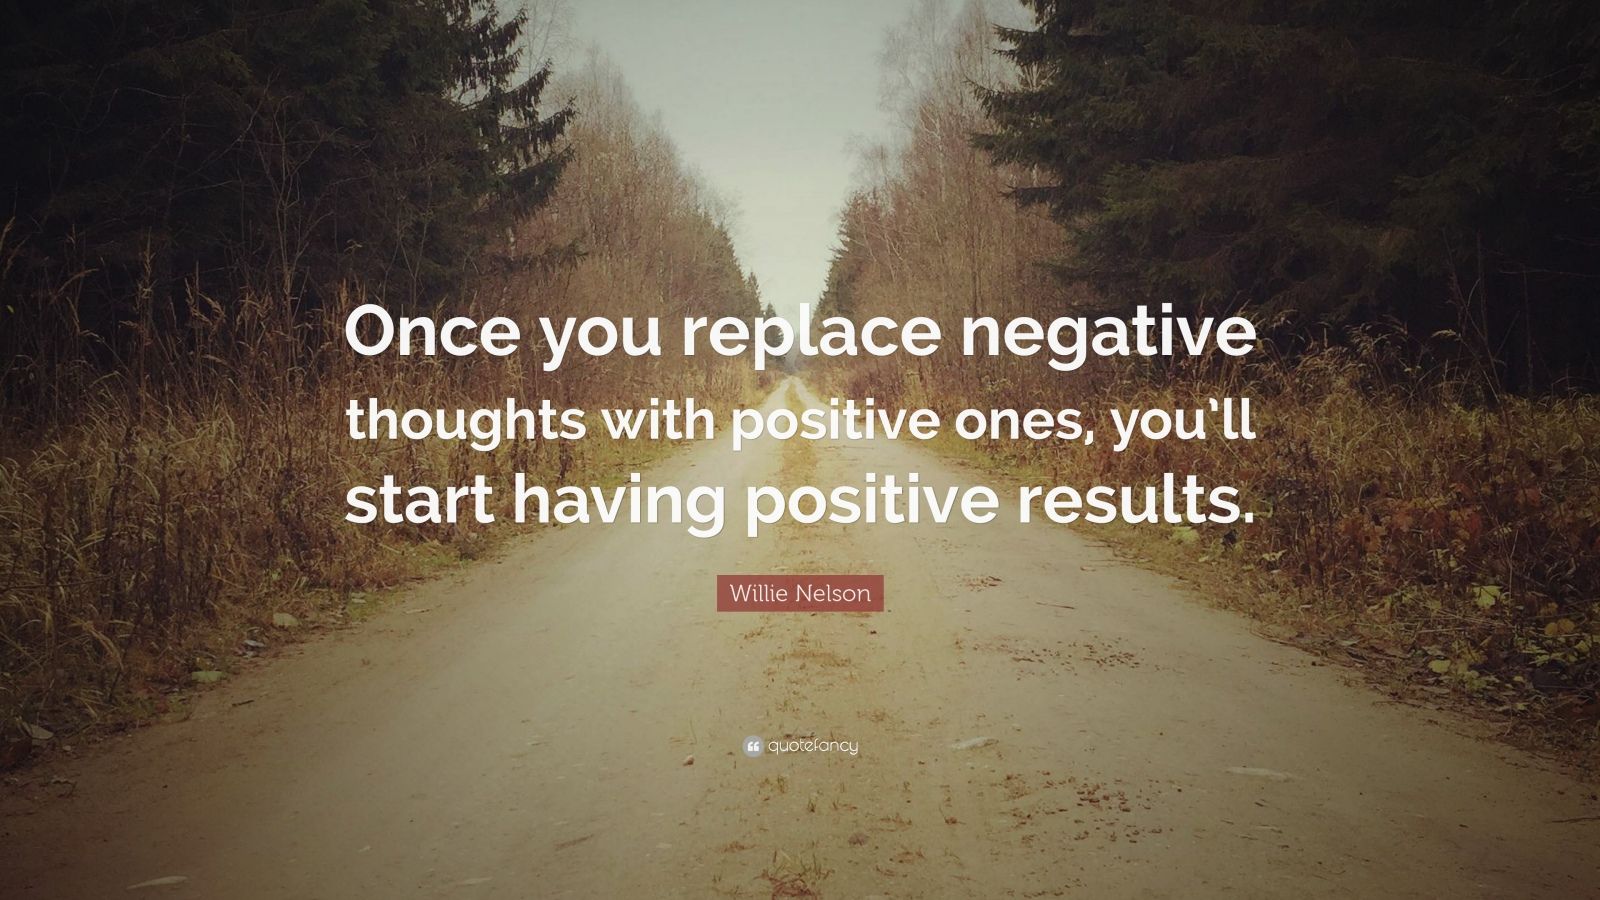 Once you replace negative
thoughts with positive ones, you’ll
start having positive results.
Willie Nelson
quotefancy